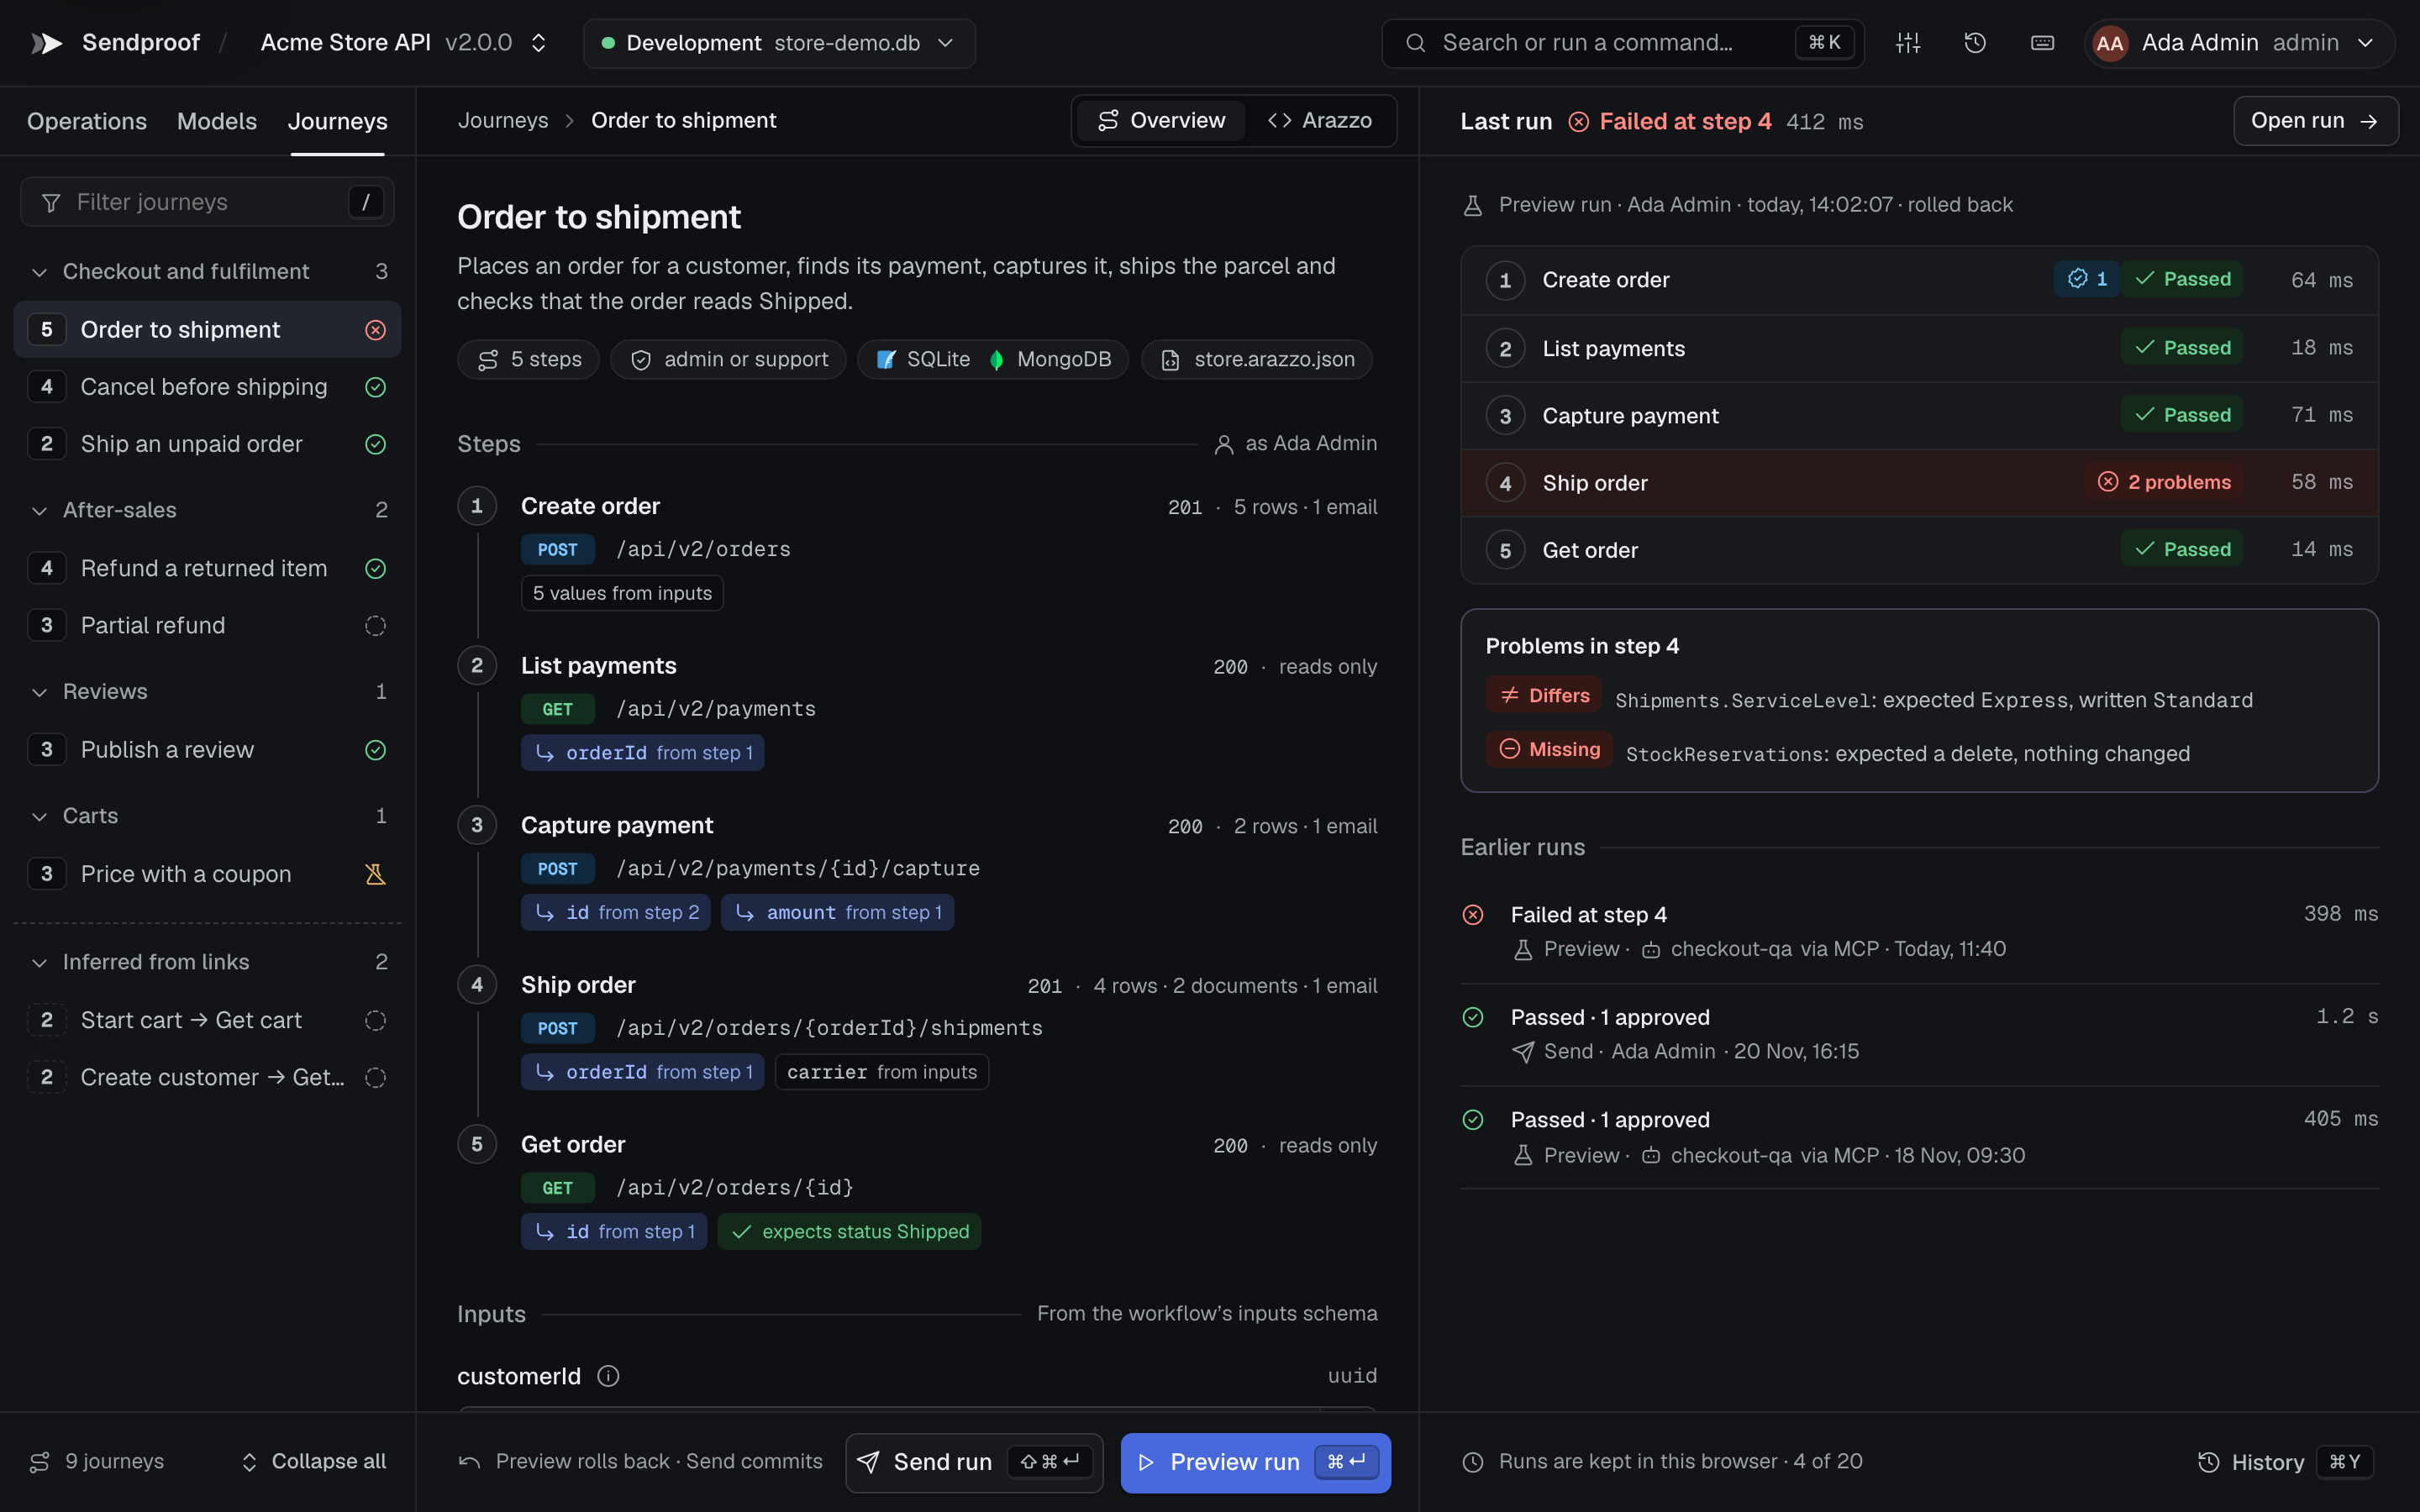 Sendproof / Acme Store API v2.0.0
Development store-demo.db
Search or run a command... ⌘K
AA Ada Admin admin
Operations Models Journeys
Filter journeys /
Checkout and fulfilment 3
5 Order to shipment
4 Cancel before shipping
2 Ship an unpaid order
After-sales 2
4 Refund a returned item
3 Partial refund
Reviews 1
3 Publish a review
Carts 1
3 Price with a coupon
Inferred from links 2
2 Start cart → Get cart
2 Create customer → Get...
9 journeys Collapse all
Journeys > Order to shipment
Overview <> Arazzo
Order to shipment
Places an order for a customer, finds its payment, captures it, ships the parcel and
checks that the order reads Shipped.
5 steps admin or support SQLite MongoDB store.arazzo.json
Steps as Ada Admin
1 Create order 201 · 5 rows · 1 email
POST /api/v2/orders
5 values from inputs
2 List payments 200 · reads only
GET /api/v2/payments
orderId from step 1
3 Capture payment 200 · 2 rows · 1 email
POST /api/v2/payments/{id}/capture
id from step 2 amount from step 1
4 Ship order 201 · 4 rows · 2 documents · 1 email
POST /api/v2/orders/{orderId}/shipments
orderId from step 1 carrier from inputs
5 Get order 200 · reads only
GET /api/v2/orders/{id}
id from step 1 expects status Shipped
Inputs From the workflow’s inputs schema
customerId uuid
Preview rolls back · Send commits
Send run ⇧⌘↵
Preview run ⌘↵
Last run Failed at step 4 412 ms
Open run →
Preview run · Ada Admin · today, 14:02:07 · rolled back
1 Create order 1 Passed 64 ms
2 List payments Passed 18 ms
3 Capture payment Passed 71 ms
4 Ship order 2 problems 58 ms
5 Get order Passed 14 ms
Problems in step 4
≠ Differs Shipments.ServiceLevel: expected Express, written Standard
Missing StockReservations: expected a delete, nothing changed
Earlier runs
Failed at step 4 398 ms
Preview · checkout-qa via MCP · Today, 11:40
Passed · 1 approved 1.2 s
Send · Ada Admin · 20 Nov, 16:15
Passed · 1 approved 405 ms
Preview · checkout-qa via MCP · 18 Nov, 09:30
Runs are kept in this browser · 4 of 20
History ⌘Y